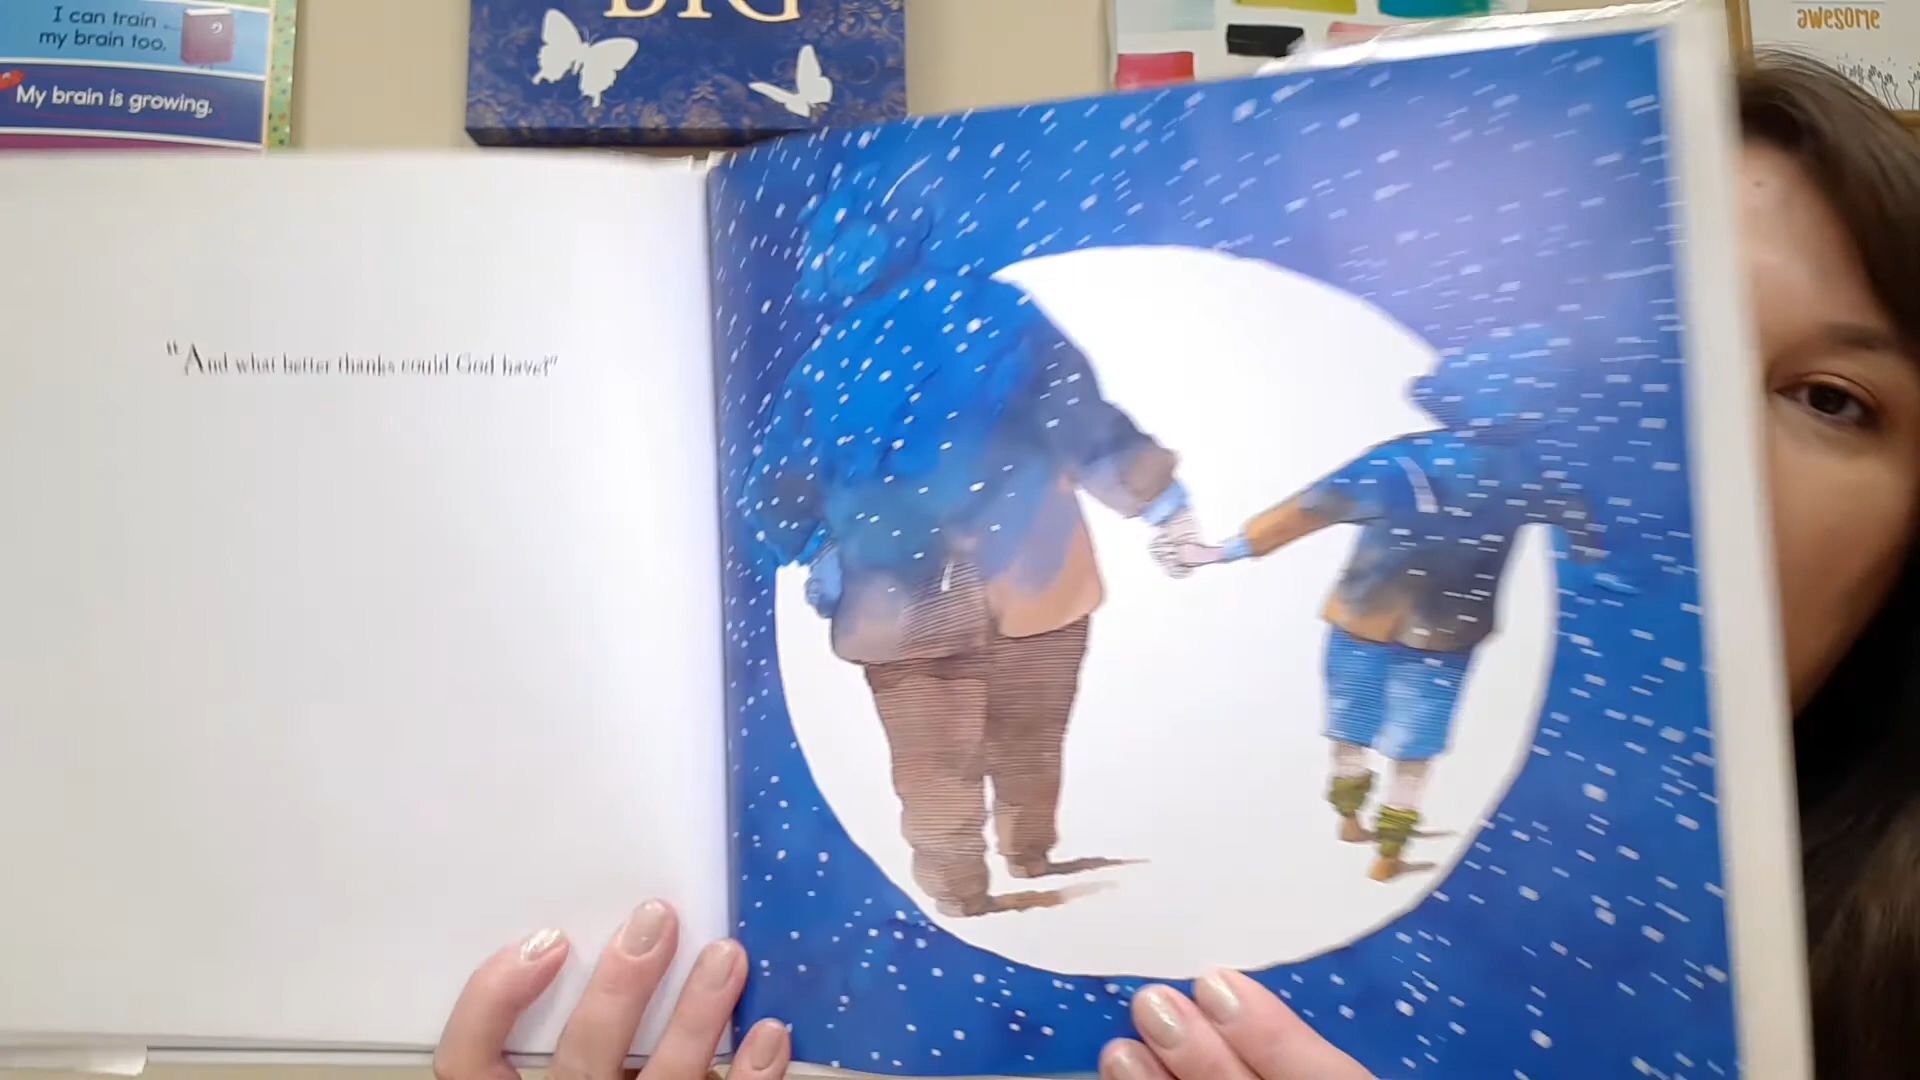 I can train
my brain too.
My brain is growing.
BIG
awesome
"And what better thanks could God have?"